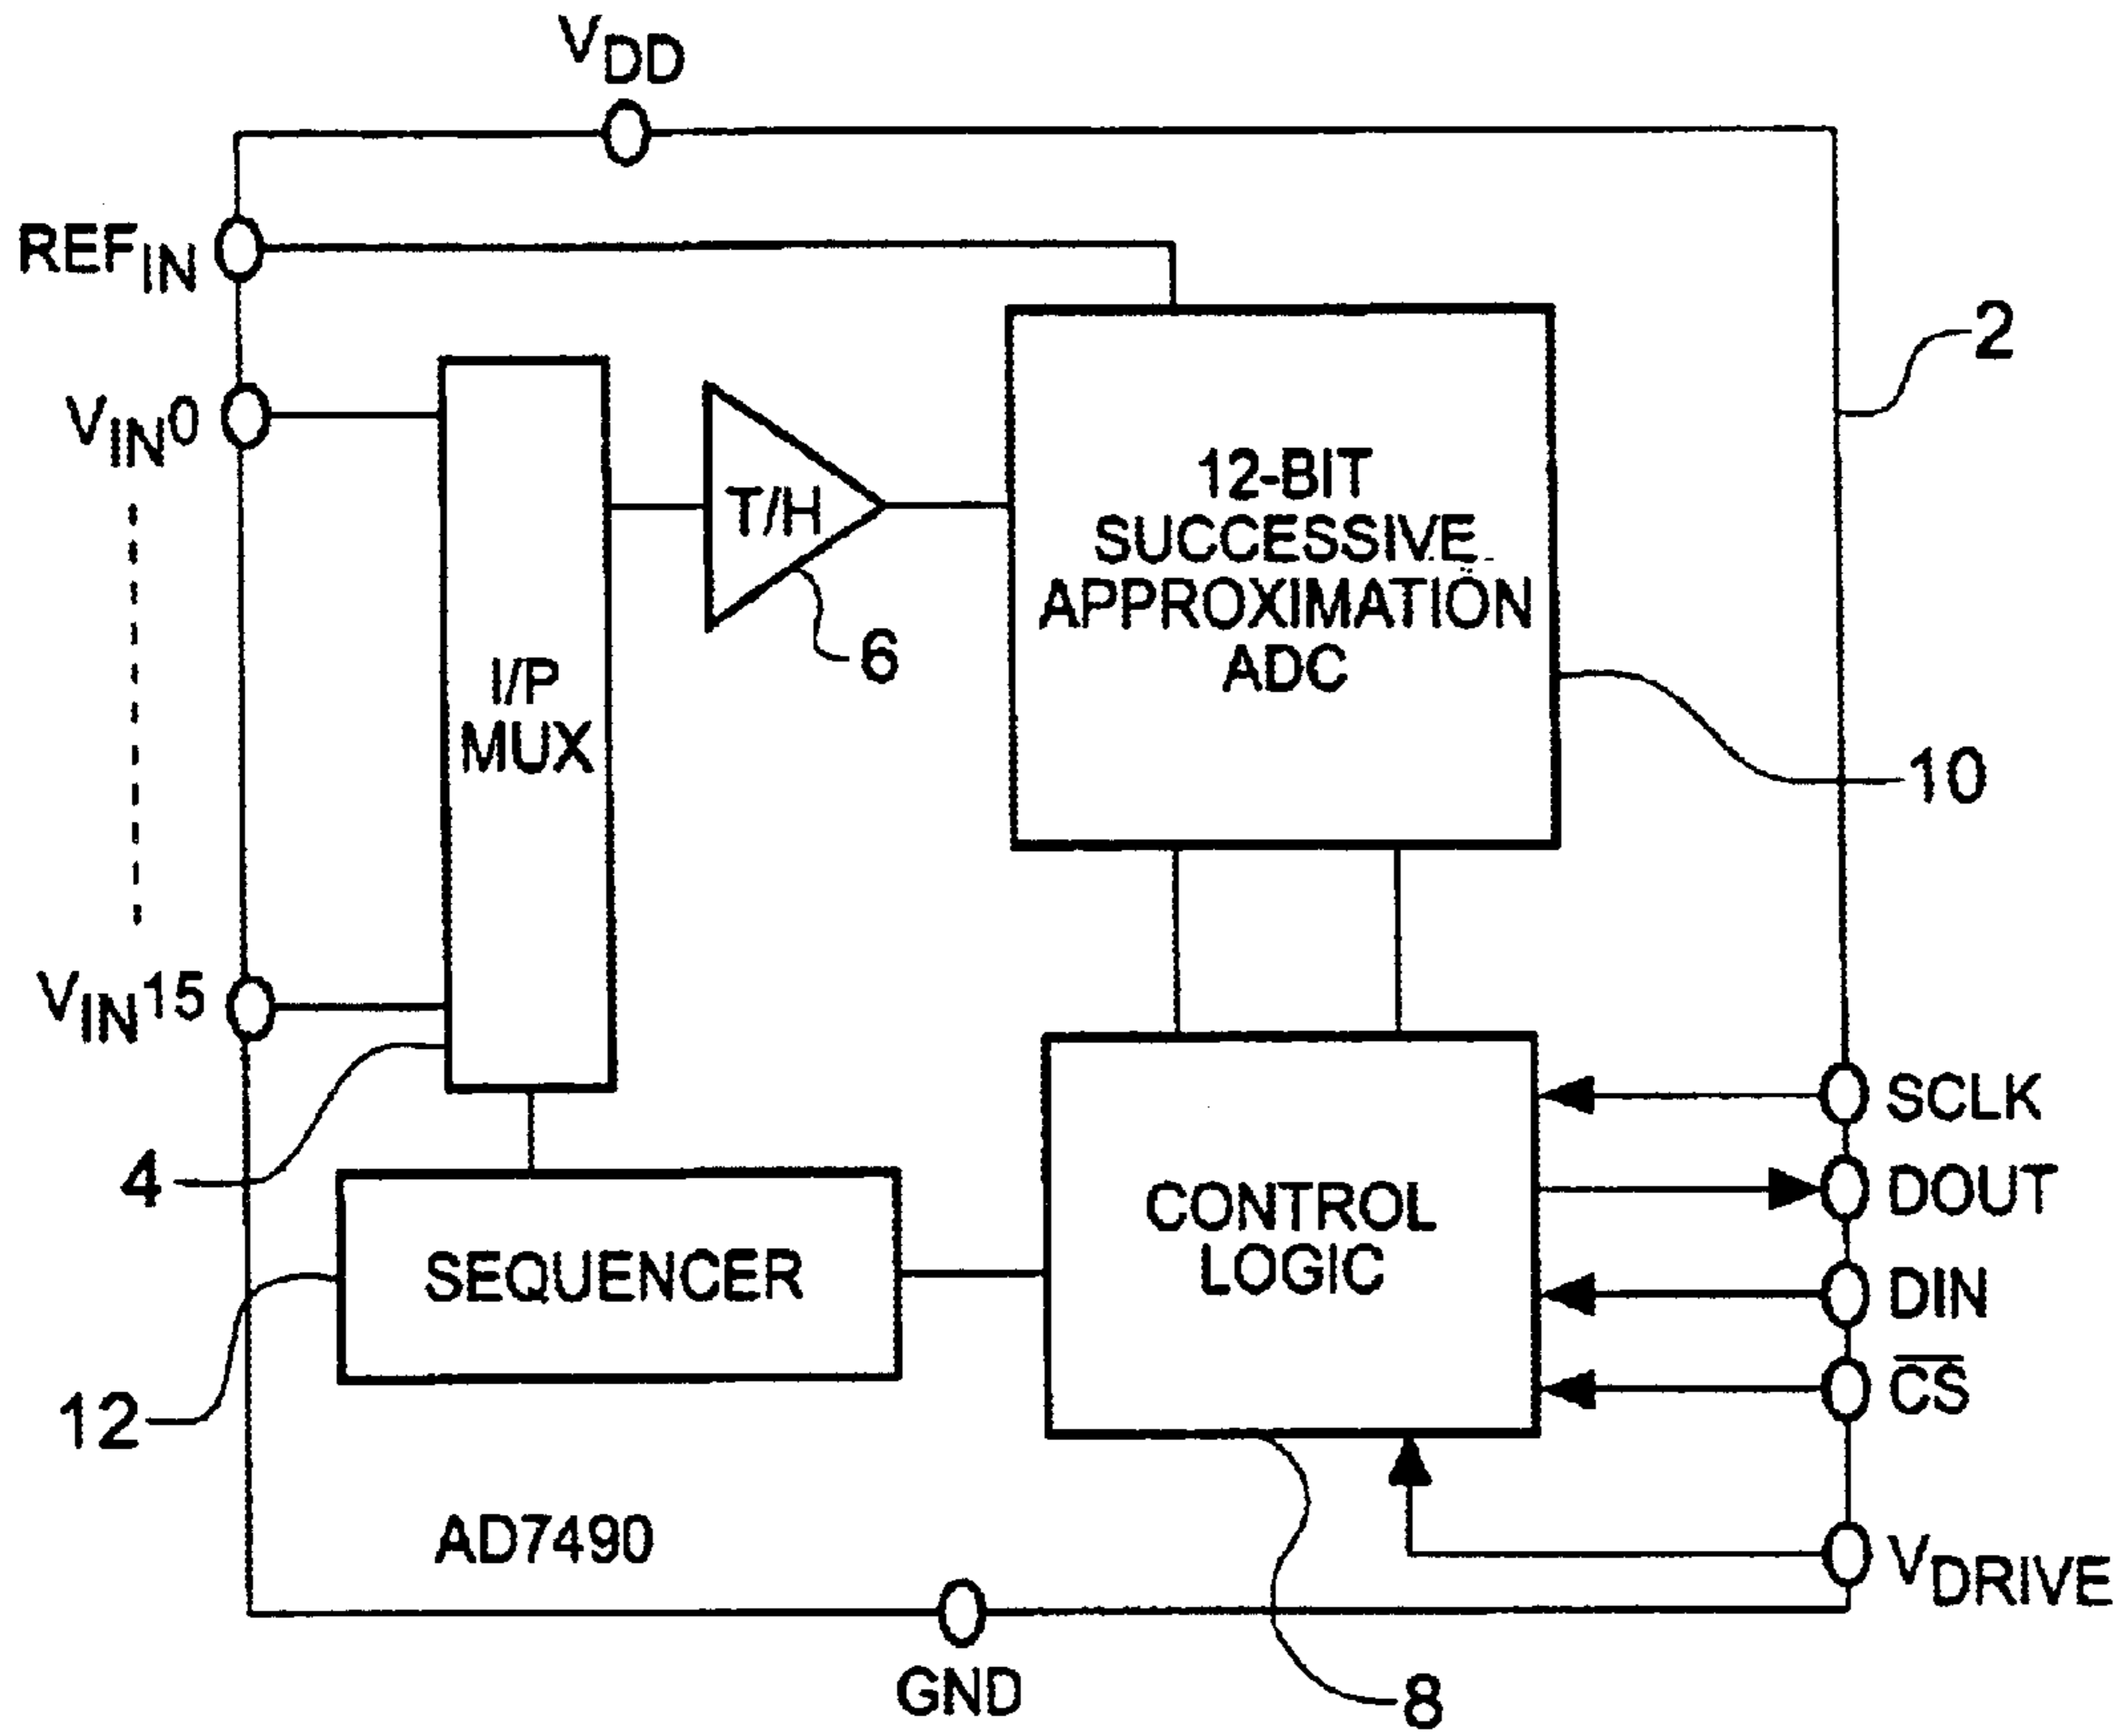 VDD
REFIN
VIN0
VIN15
I/P
MUX
T/H
12-BIT
SUCCESSIVE
APPROXIMATION
ADC
2
6
10
4
SEQUENCER
12
CONTROL
LOGIC
SCLK
DOUT
DIN
CS
VDRIVE
AD7490
GND
8